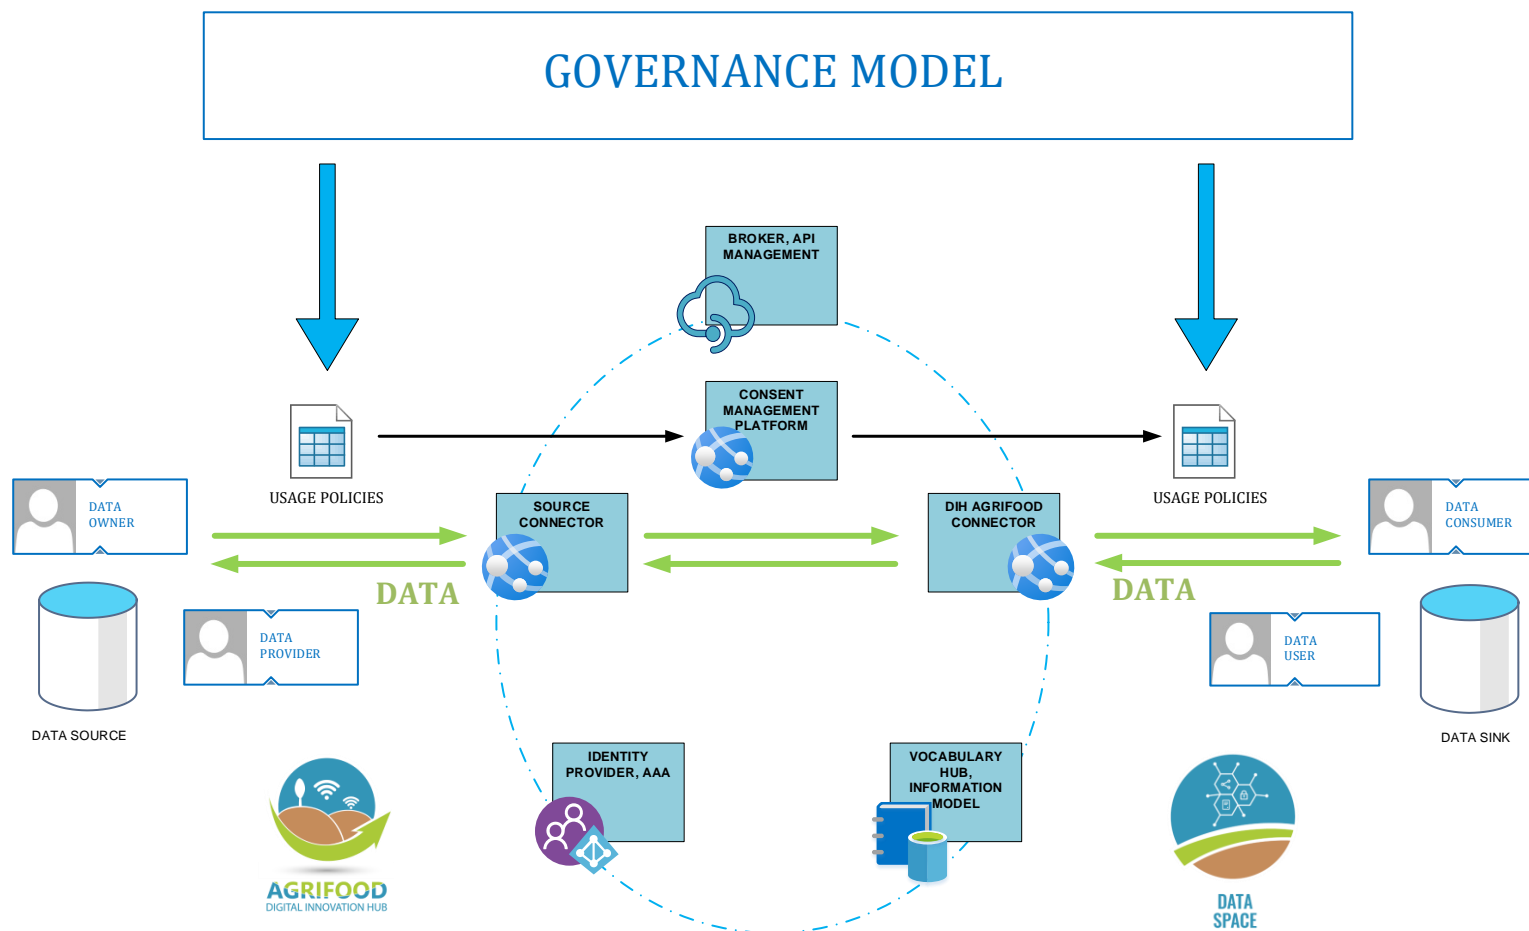 GOVERNANCE MODEL
BROKER, API
MANAGEMENT
CONSENT
MANAGEMENT
PLATFORM
USAGE POLICIES
USAGE POLICIES
DATA
OWNER
SOURCE
CONNECTOR
DIH AGRIFOOD
CONNECTOR
DATA
CONSUMER
DATA
DATA
DATA
PROVIDER
DATA
USER
DATA SOURCE
DATA SINK
IDENTITY
PROVIDER, AAA
VOCABULARY
HUB,
INFORMATION
MODEL
AGRIFOOD
DIGITAL INNOVATION HUB
DATA
SPACE